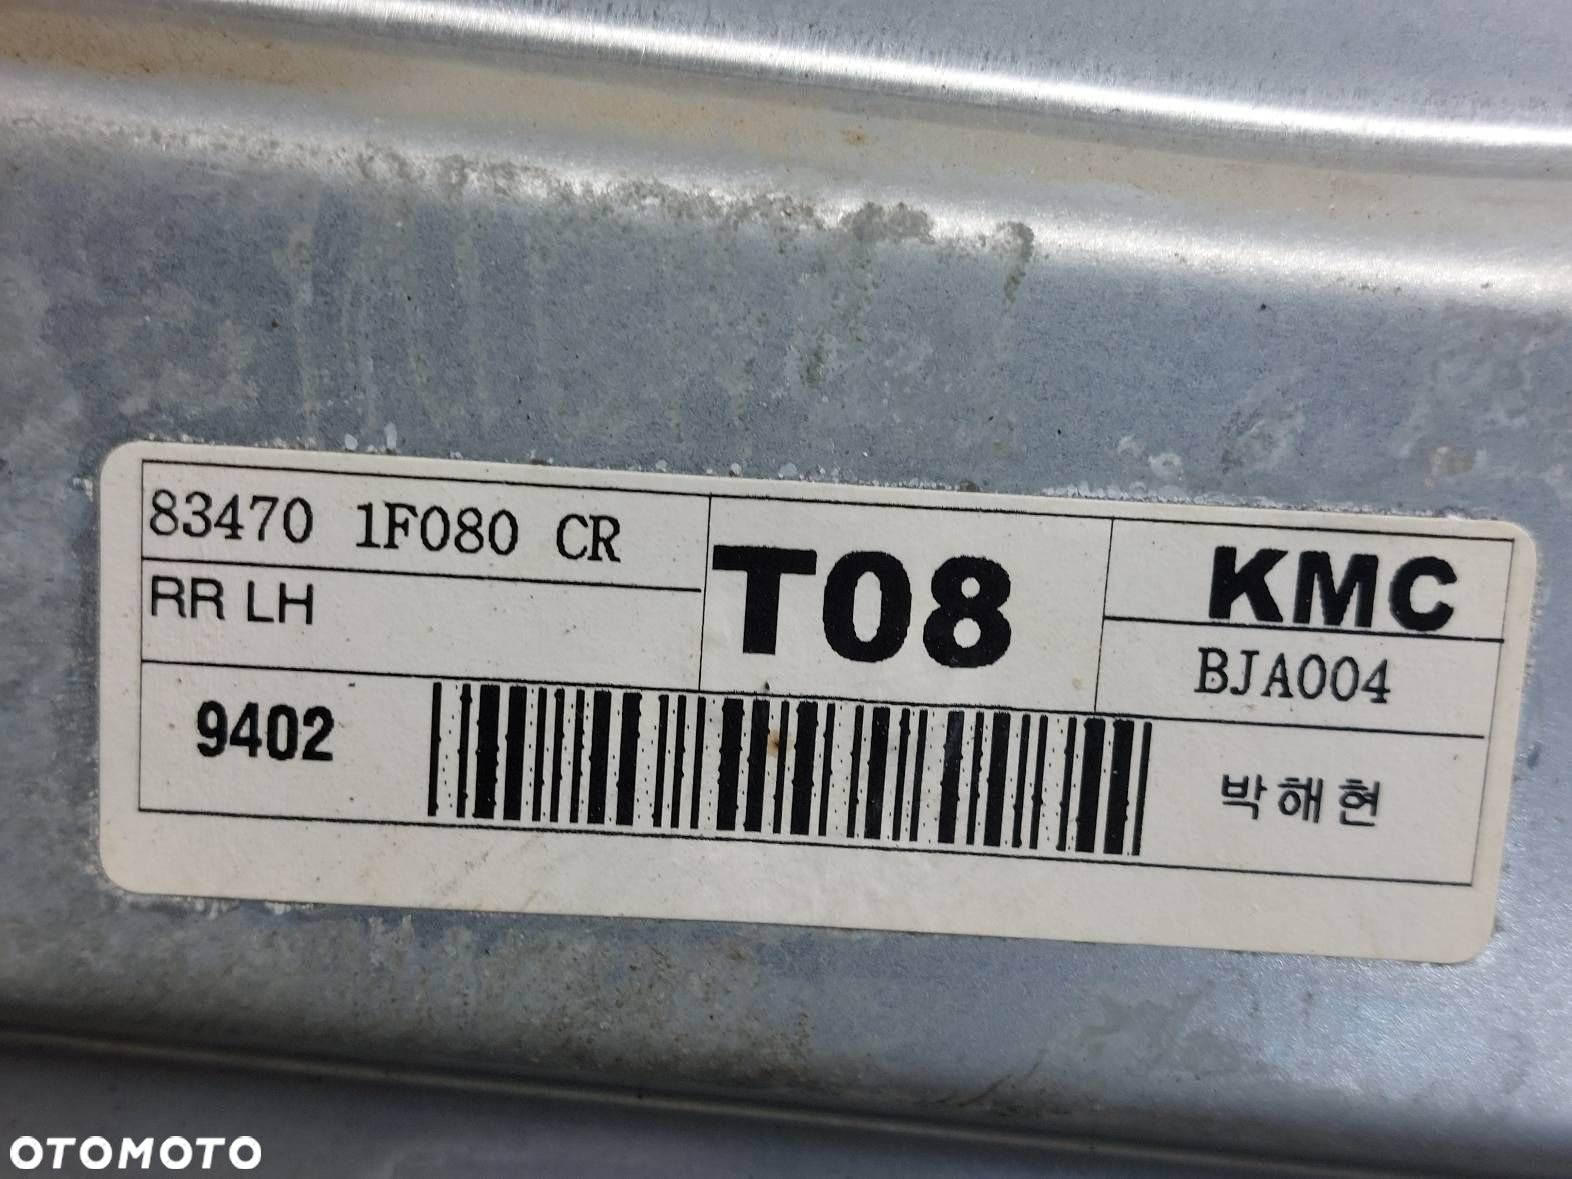 83470 1F080 CR
RR LH
T08
KMC
BJA004
9402
박해현
OTOMOTO